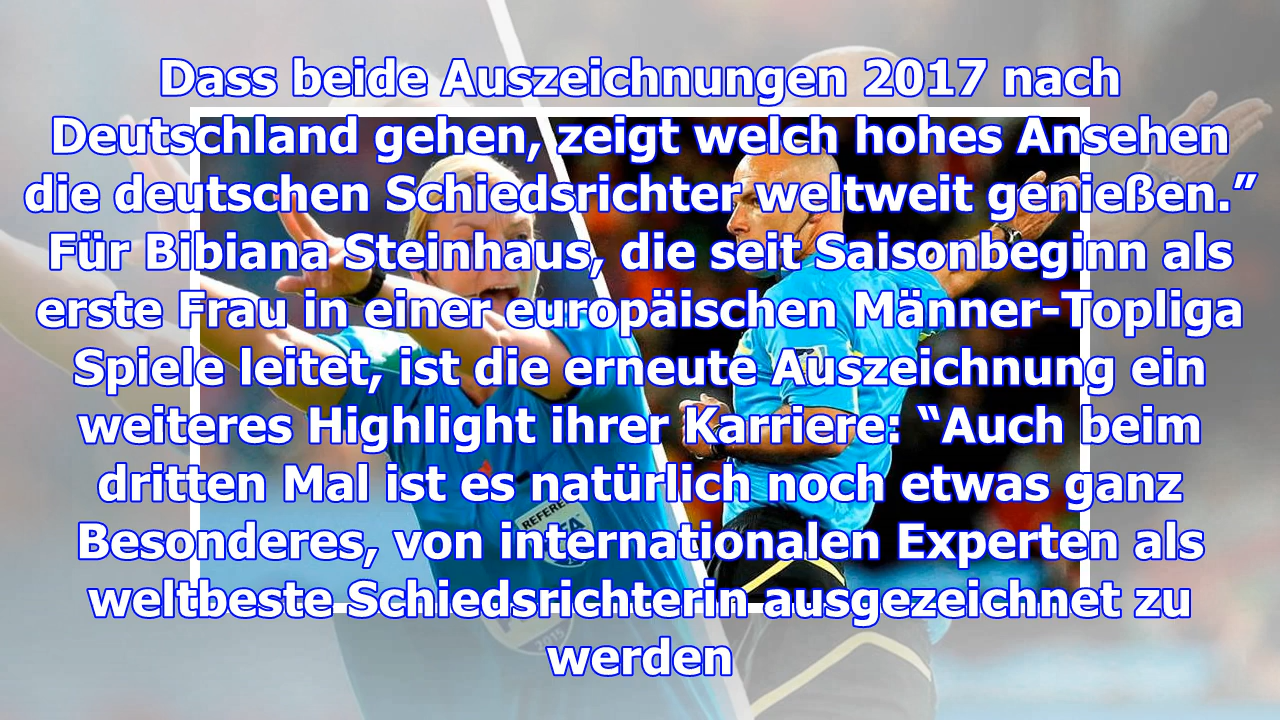 Dass beide Auszeichnungen 2017 nach
Deutschland gehen, zeigt welch hohes Ansehen
die deutschen Schiedsrichter weltweit genießen.”
Für Bibiana Steinhaus, die seit Saisonbeginn als
erste Frau in einer europäischen Männer-Topliga
Spiele leitet, ist die erneute Auszeichnung ein
weiteres Highlight ihrer Karriere: “Auch beim
dritten Mal ist es natürlich noch etwas ganz
Besonderes, von internationalen Experten als
weltbeste Schiedsrichterin ausgezeichnet zu
werden
REFEREE